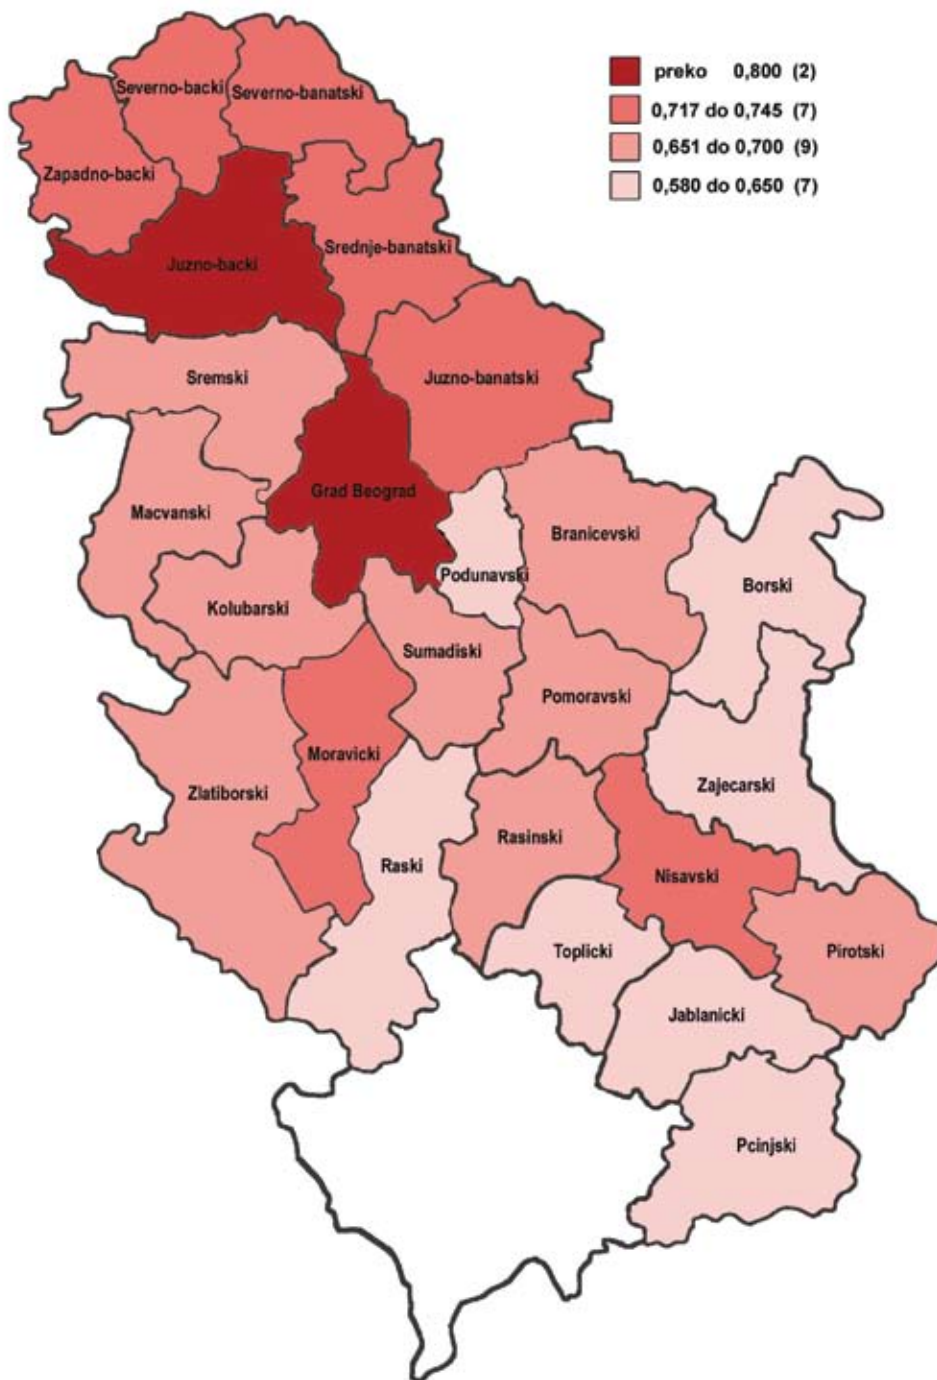 Severno-backi
Severno-banatski
preko 0,800 (2)
0,717 do 0,745 (7)
0,651 do 0,700 (9)
0,580 do 0,650 (7)
Zapadno-backi
Srednje-banatski
Juzno-backi
Sremski
Juzno-banatski
Grad Beograd
Macvanski
Branicevski
Podunavski
Borski
Kolubarski
Sumadiski
Pomoravski
Moravicki
Zlatiborski
Zajecarski
Rasinski
Raski
Nisavski
Toplicki
Pirotski
Jablanicki
Pcinjski